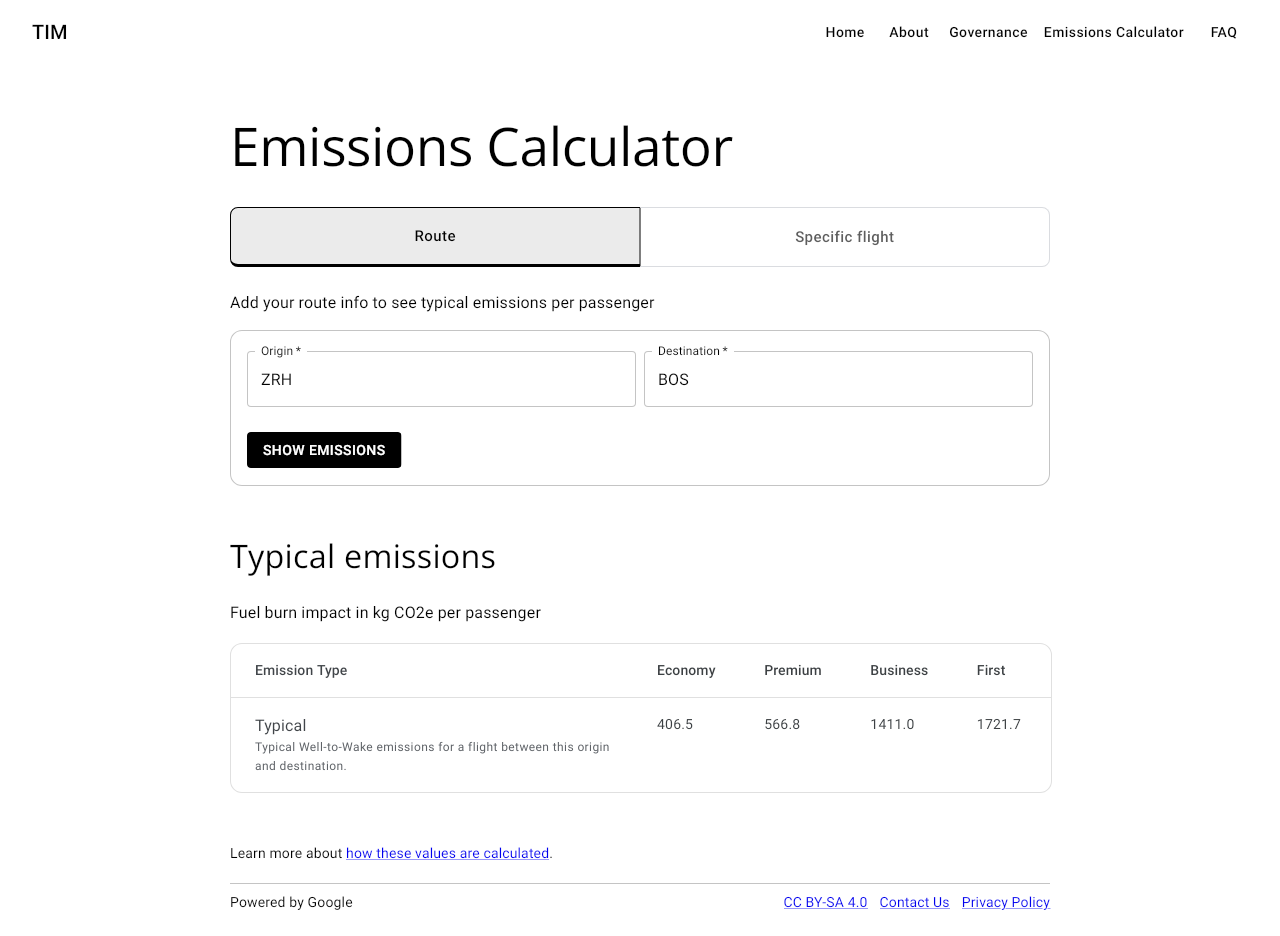 TIM
Home About Governance Emissions Calculator FAQ
Emissions Calculator
Route Specific flight
Add your route info to see typical emissions per passenger
Origin * Destination *
ZRH BOS
SHOW EMISSIONS
Typical emissions
Fuel burn impact in kg CO2e per passenger
Emission Type Economy Premium Business First
Typical 406.5 566.8 1411.0 1721.7
Typical Well-to-Wake emissions for a flight between this origin
and destination.
Learn more about how these values are calculated.
Powered by Google CC BY-SA 4.0 Contact Us Privacy Policy